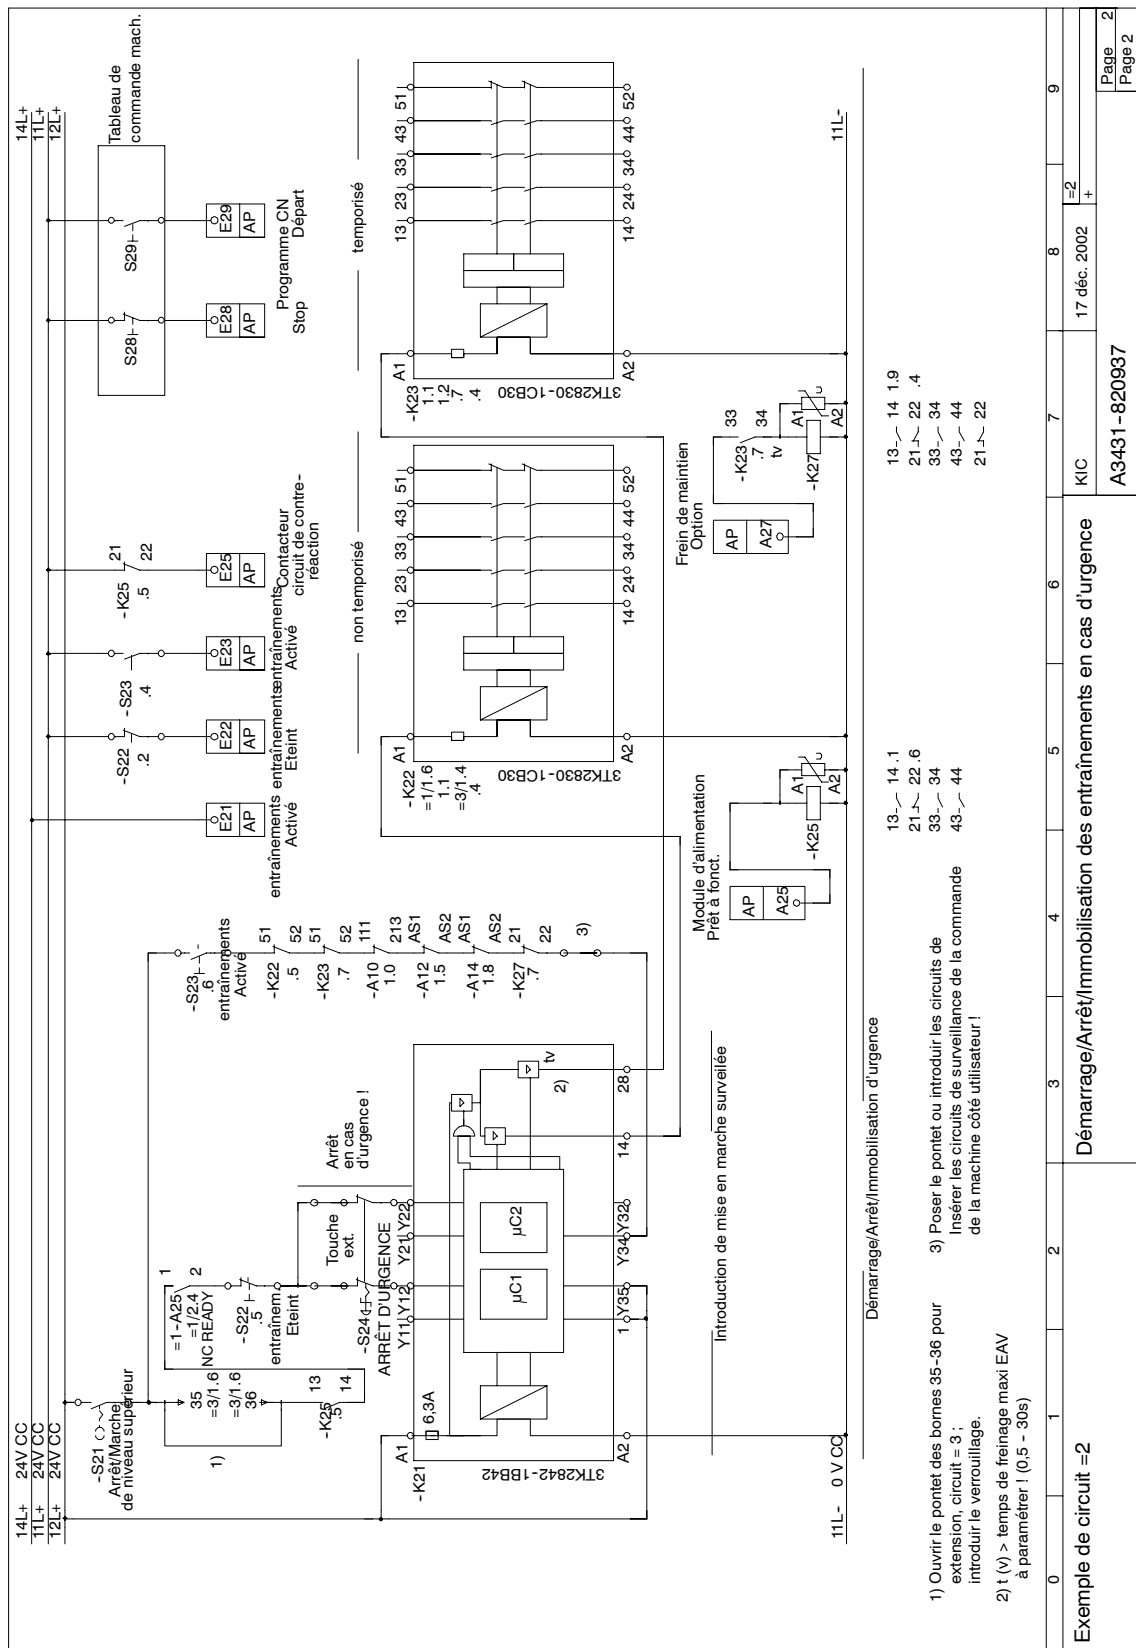 14L+ 24V CC
11L+ 24V CC
12L+ 24V CC
14L+
11L+
12L+
-S21
Arrêt/Marche
de niveau supérieur
1)
35
=3/1.6
=3/1.6
36
13
14
-K25
.5
1
2
=1-A25
=1/2.4
NC READY
-S22
.5
entraînem
Eteint
Touche
ext.
Arrêt
en cas
d'urgence !
-S24
ARRÊT D'URGENCE
-S23
.6
entraînements
Activé
-K22
.5
51
52
-K23
.7
51
52
-A10
1.0
111
213
-A12
1.5
AS1
AS2
-A14
1.8
AS1
AS2
-K27
.7
21
22
3)
E21
AP
entraînements
Activé
-S22
.2
E22
AP
entraînements
Eteint
-S23
.4
E23
AP
entraînements
Activé
-K25
.5
21
22
E25
AP
Contacteur
circuit de contre-
réaction
Tableau de
commande mach.
S28
S29
E28
AP
E29
AP
Programme CN
Stop
Départ
-K21
A1
6,3A
A2
3TK2842-1BB42
Y11
Y12
Y21
Y22
µC1
µC2
1
Y35
Y34
Y32
14
28
tv
2)
non temporisé
-K22
=1/1.6
1.1
=3/1.4
.4
A1
A2
13
23
33
43
51
14
24
34
44
52
3TK2830-1CB30
temporisé
-K23
1.1
1.2
.7
.4
A1
A2
13
23
33
43
51
14
24
34
44
52
3TK2830-1CB30
Introduction de mise en marche surveilée
Module d'alimentation
Prêt à fonct.
AP
A25
-K25
A1
A2
U
Frein de maintien
Option
AP
A27
-K23
.7
tv
33
34
-K27
A1
A2
U
11L- 0 V CC
11L-
Démarrage/Arrêt/Immobilisation d'urgence
13 14 .1
21 22 .6
33 34
43 44
13 14 1.9
21 22 .4
33 34
43 44
21 22
1) Ouvrir le pontet des bornes 35-36 pour
extension, circuit = 3 ;
introduire le verrouillage.
2) t (v) > temps de freinage maxi EAV
à paramétrer ! (0,5 - 30s)
3) Poser le pontet ou introduir les circuits de
Insérer les circuits de surveillance de la commande
de la machine côté utilisateur !
0 1 2 3 4 5 6 7 8 9
Exemple de circuit =2
Démarrage/Arrêt/Immobilisation des entraînements en cas d'urgence
KIC
17 déc. 2002
=2
+
A3431-820937
Page 2
Page 2